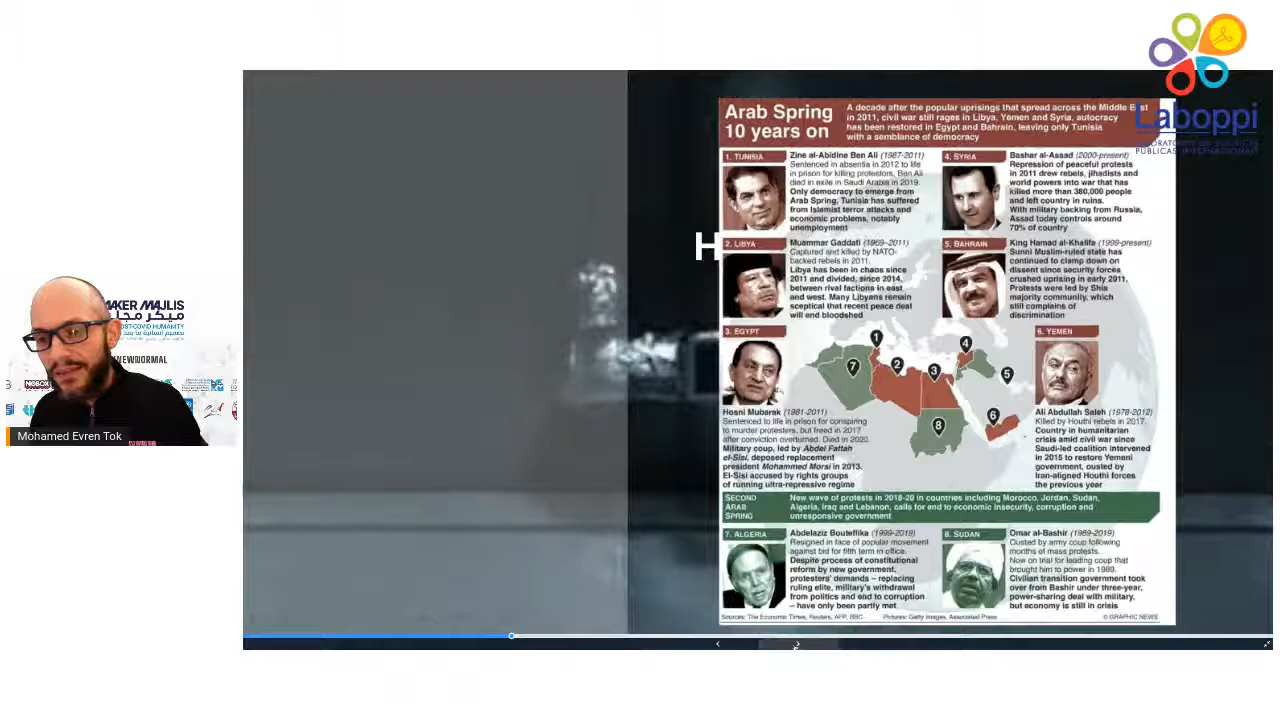 Laboppi
LABORATÓRIO DE POLÍTICAS
PÚBLICAS INTERNACIONAIS
Arab Spring
10 years on
A decade after the popular uprisings that spread across the Middle East
in 2011, civil war still rages in Libya, Yemen and Syria, autocracy
has been restored in Egypt and Bahrain, leaving only Tunisia
with a semblance of democracy
1. TUNISIA
Zine al-Abidine Ben Ali (1987-2011)
Sentenced in absentia in 2012 to life
in prison for killing protestors, Ben Ali
died in exile in Saudi Arabia in 2019.
Only democracy to emerge from
Arab Spring, Tunisia has suffered
from Islamist terror attacks and
economic problems, notably
unemployment
4. SYRIA
Bashar al-Assad (2000-present)
Repression of peaceful protests
in 2011 drew rebels, jihadists and
world powers into war that has
killed more than 380,000 people
and left country in ruins.
With military backing from Russia,
Assad today controls around
70% of country
H
2. LIBYA
Muammar Gaddafi (1969–2011)
Captured and killed by NATO-
backed rebels in 2011.
Libya has been in chaos since
2011 and divided, since 2014,
between rival factions in east
and west. Many Libyans remain
sceptical that recent peace deal
will end bloodshed
5. BAHRAIN
King Hamad al-Khalifa (1999-present)
Sunni Muslim-ruled state has
continued to clamp down on
dissent since security forces
crushed uprising in early 2011.
Protests were led by Shia
majority community, which
still complains of
discrimination
3. EGYPT
Hosni Mubarak (1981-2011)
Sentenced to life in prison for conspiring
to murder protesters, but freed in 2017
after conviction overturned. Died in 2020.
Military coup, led by Abdel Fattah
el-Sisi, deposed replacement
president Mohammed Morsi in 2013.
El-Sisi accused by rights groups
of running ultra-repressive regime
1
2
3
4
5
6
7
8
6. YEMEN
Ali Abdullah Saleh (1978-2012)
Killed by Houthi rebels in 2017.
Country in humanitarian
crisis amid civil war since
Saudi-led coalition intervened
in 2015 to restore Yemeni
government, ousted by
Iran-aligned Houthi forces
the previous year
SECOND
ARAB
SPRING
New wave of protests in 2018-20 in countries including Morocco, Jordan, Sudan,
Algeria, Iraq and Lebanon, calls for end to economic insecurity, corruption and
unresponsive government
7. ALGERIA
Abdelaziz Bouteflika (1999-2019)
Resigned in face of popular movement
against bid for fifth term in office.
Despite process of constitutional
reform by new government,
protesters' demands – replacing
ruling elite, military's withdrawal
from politics and end to corruption
– have only been partly met
8. SUDAN
Omar al-Bashir (1989-2019)
Ousted by army coup following
months of mass protests.
Now on trial for leading coup that
brought him to power in 1989.
Civilian transition government took
over from Bashir under three-year,
power-sharing deal with military,
but economy is still in crisis
Sources: The Economic Times, Reuters, AFP, BBC
Pictures: Getty Images, Associated Press
© GRAPHIC NEWS
MAKER MAJLIS
ميكر مجلس
POST-COVID HUMANITY
NEWNORMAL
Mohamed Evren Tok